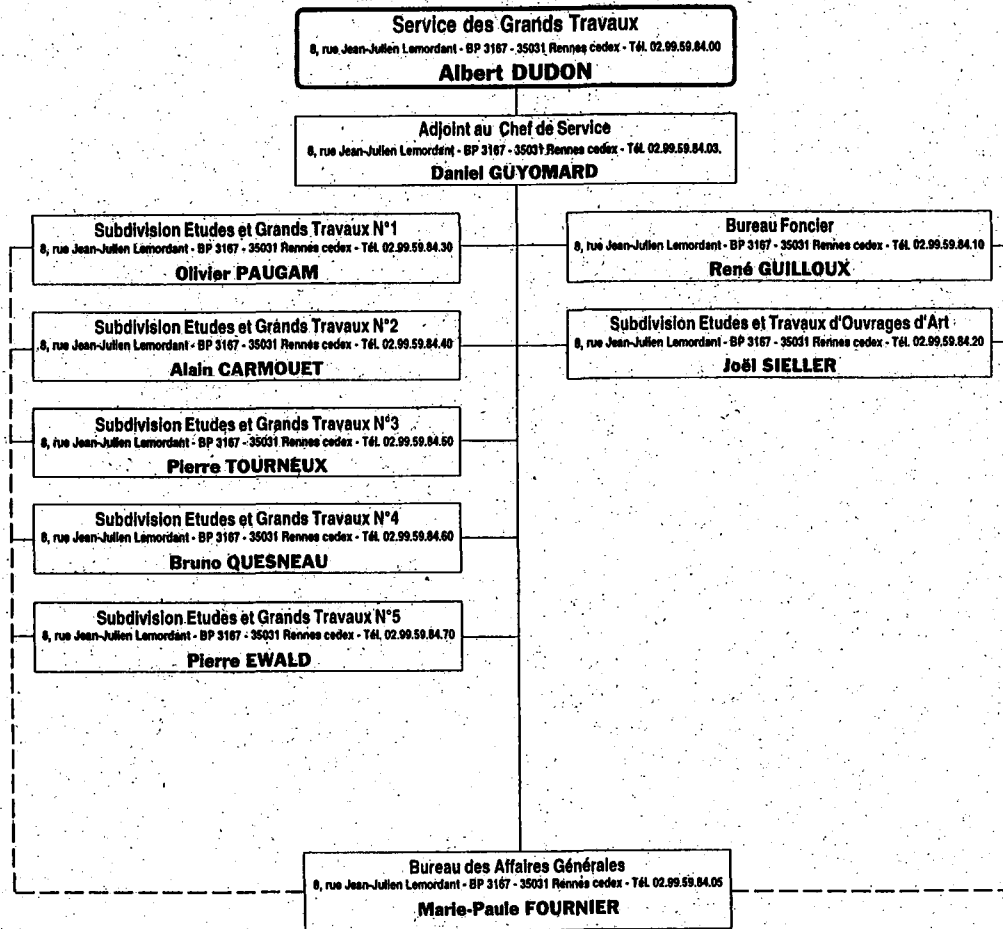 Service des Grands Travaux
8, rue Jean-Julien Lemordant - BP 3167 - 35031 Rennes cedex - Tél. 02.99.59.84.00
Albert DUDON
Adjoint au Chef de Service
8, rue Jean-Julien Lemordant - BP 3167 - 35031 Rennes cedex - Tél. 02.99.59.84.03.
Daniel GUYOMARD
Subdivision Etudes et Grands Travaux N°1
8, rue Jean-Julien Lemordant - BP 3167 - 35031 Rennes cedex - Tél. 02.99.59.84.30
Olivier PAUGAM
Subdivision Etudes et Grands Travaux N°2
8, rue Jean-Julien Lemordant - BP 3167 - 35031 Rennes cedex - Tél. 02.99.59.84.40
Alain CARMOUET
Subdivision Etudes et Grands Travaux N°3
8, rue Jean-Julien Lemordant - BP 3167 - 35031 Rennes cedex - Tél. 02.99.59.84.50
Pierre TOURNEUX
Subdivision Etudes et Grands Travaux N°4
8, rue Jean-Julien Lemordant - BP 3167 - 35031 Rennes cedex - Tél. 02.99.59.84.60
Bruno QUESNEAU
Subdivision Etudes et Grands Travaux N°5
8, rue Jean-Julien Lemordant - BP 3167 - 35031 Rennes cedex - Tél. 02.99.59.84.70
Pierre EWALD
Bureau Foncier
8, rue Jean-Julien Lemordant - BP 3167 - 35031 Rennes cedex - Tél. 02.99.59.84.10
René GUILLOUX
Subdivision Etudes et Travaux d'Ouvrages d'Art
8, rue Jean-Julien Lemordant - BP 3167 - 35031 Rennes cedex - Tél. 02.99.59.84.20
Joël SIELLER
Bureau des Affaires Générales
8, rue Jean-Julien Lemordant - BP 3167 - 35031 Rennes cedex - Tél. 02.99.59.84.05
Marie-Paule FOURNIER